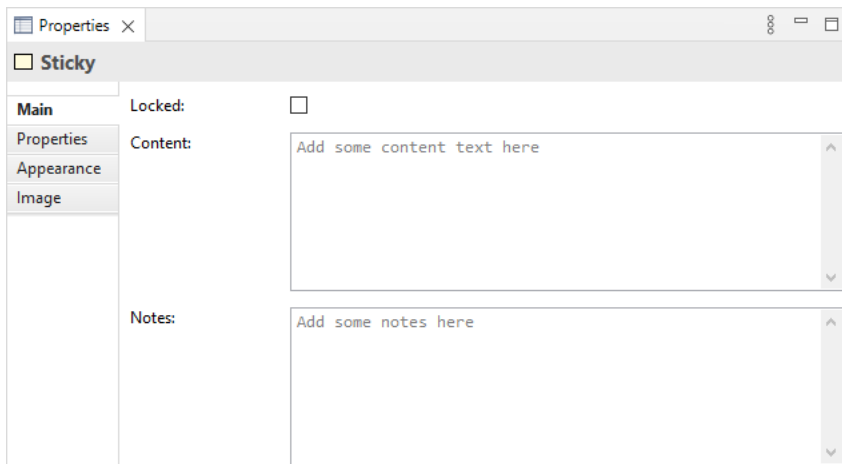 Properties
Sticky
Main
Properties
Appearance
Image
Locked:
Content:
Add some content text here
Notes:
Add some notes here